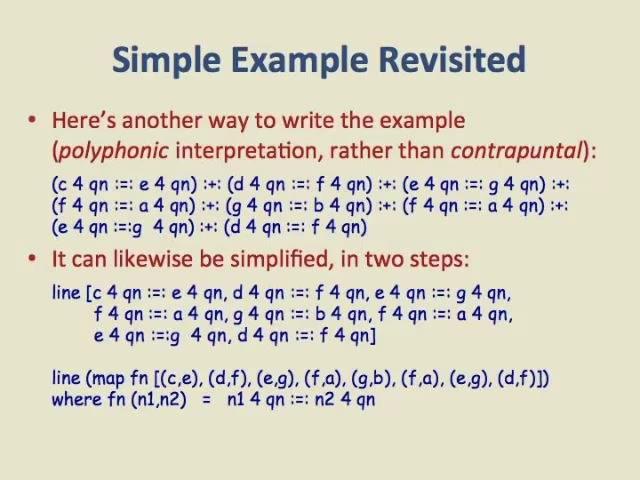 Simple Example Revisited
• Here's another way to write the example
(polyphonic interpretation, rather than contrapuntal):
(c 4 qn :=: e 4 qn) :+: (d 4 qn :=: f 4 qn) :+: (e 4 qn :=: g 4 qn) :+:
(f 4 qn :=: a 4 qn) :+: (g 4 qn :=: b 4 qn) :+: (f 4 qn :=: a 4 qn) :+:
(e 4 qn :=:g  4 qn) :+: (d 4 qn :=: f 4 qn)
• It can likewise be simplified, in two steps:
line [c 4 qn :=: e 4 qn, d 4 qn :=: f 4 qn, e 4 qn :=: g 4 qn,
f 4 qn :=: a 4 qn, g 4 qn :=: b 4 qn, f 4 qn :=: a 4 qn,
e 4 qn :=:g  4 qn, d 4 qn :=: f 4 qn]
line (map fn [(c,e), (d,f), (e,g), (f,a), (g,b), (f,a), (e,g), (d,f)])
where fn (n1,n2)  =  n1 4 qn :=: n2 4 qn